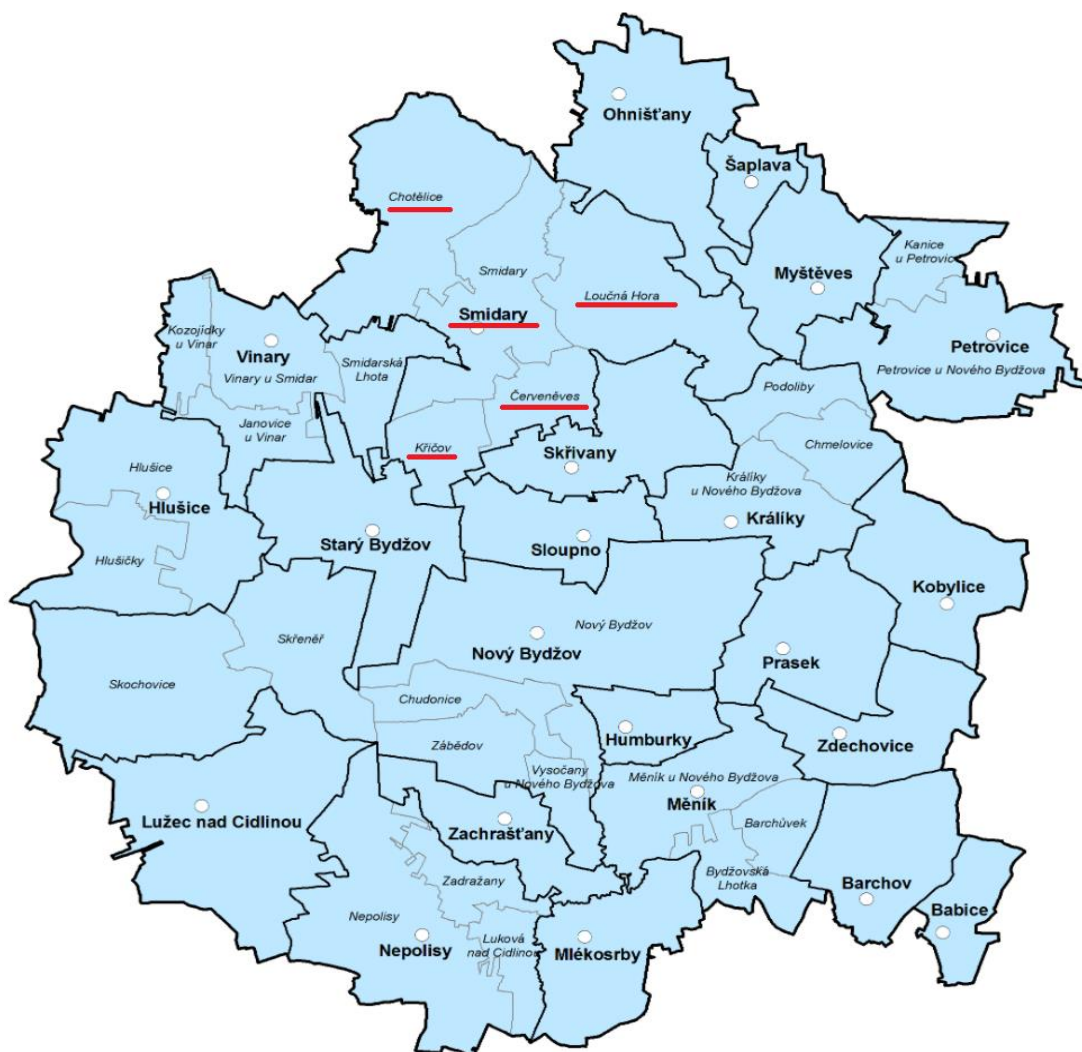 Ohnišťany
Šaplava
Chotělice
Kanice
u Petrovic
Smidary
Myštěves
Loučná Hora
Smidary
Kozojídky
u Vinar
Vinary
Vinary u Smidar
Smidarská
Lhota
Petrovice
Petrovice u Nového Bydžova
Podoliby
Červeněves
Janovice
u Vinar
Křičov
Skřivany
Chmelovice
Hlušice
Hlušice
Králíky
u Nového Bydžova
Králíky
Starý Bydžov
Sloupno
Hlušičky
Kobylice
Skřeněř
Nový Bydžov
Nový Bydžov
Prasek
Skochovice
Chudonice
Humburky
Zdechovice
Zábědov
Vysočany
u Nového Bydžova
Měník u Nového Bydžova
Měník
Lužec nad Cidlinou
Zachrašťany
Barchůvek
Bydžovská
Lhotka
Zadražany
Barchov
Babice
Nepolisy
Nepolisy
Luková
nad Cidlinou
Mlékosrby